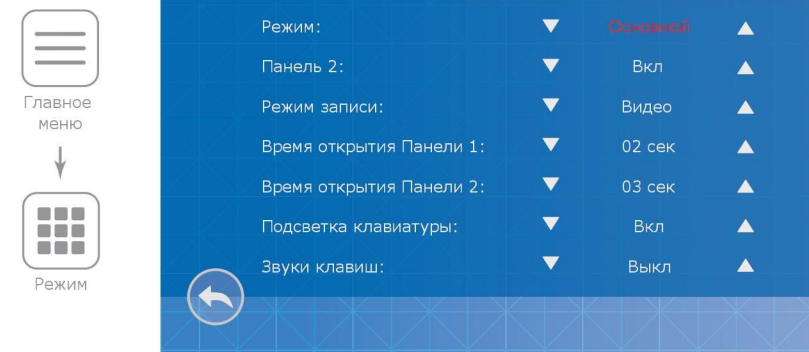 Главное
меню
Режим
Режим: Основной
Панель 2: Вкл
Режим записи: Видео
Время открытия Панели 1: 02 сек
Время открытия Панели 2: 03 сек
Подсветка клавиатуры: Вкл
Звуки клавиш: Выкл